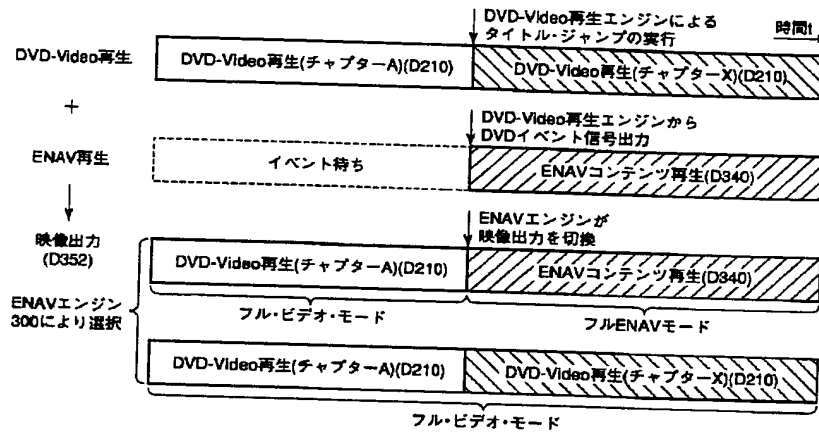 DVD-Video再生エンジンによる
タイトル・ジャンプの実行
時間t
DVD-Video再生
DVD-Video再生(チャプターA)(D210)
DVD-Video再生(チャプターX)(D210)
+
DVD-Video再生エンジンから
DVDイベント信号出力
ENAV再生
イベント待ち
ENAVコンテンツ再生(D340)
ENAVエンジンが
映像出力を切換
映像出力
(D352)
DVD-Video再生(チャプターA)(D210)
ENAVコンテンツ再生(D340)
ENAVエンジン
300により選択
フル・ビデオ・モード
フルENAVモード
DVD-Video再生(チャプターA)(D210)
DVD-Video再生(チャプターX)(D210)
フル・ビデオ・モード